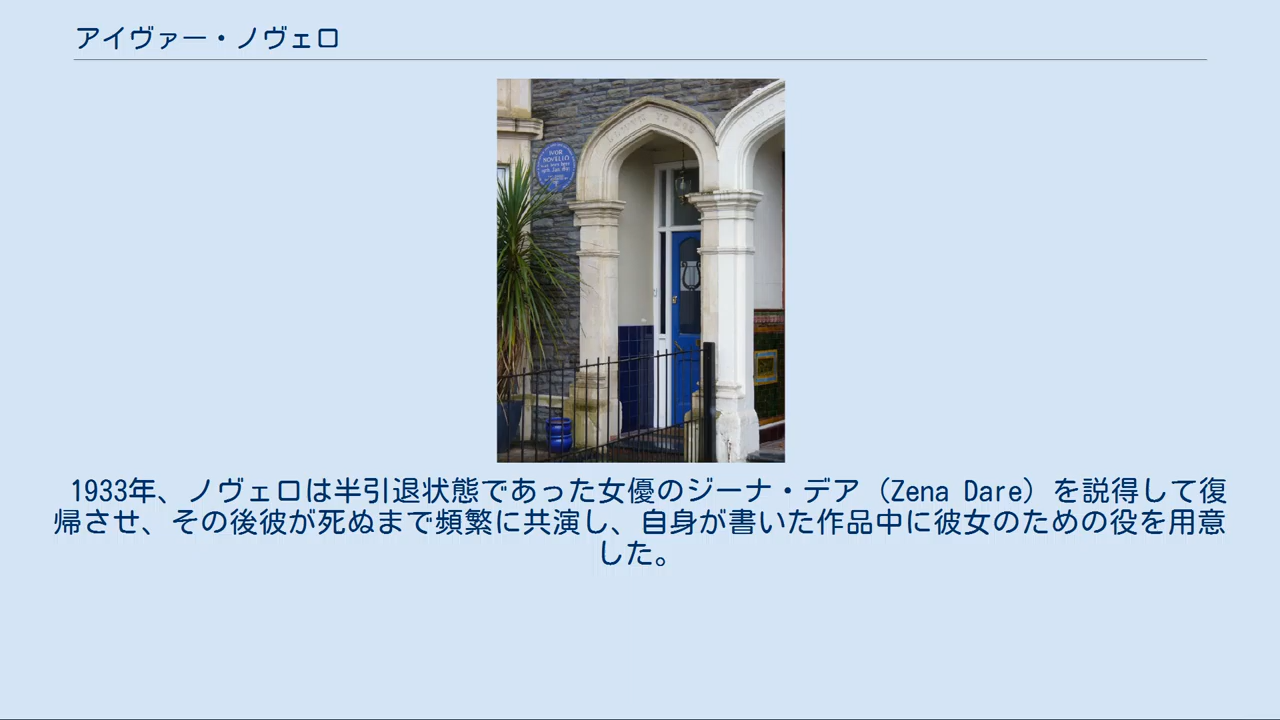 アイヴァー・ノヴェロ
IVOR
NOVELLO
1933年、ノヴェロは半引退状態であった女優のジーナ・デア（Zena Dare）を説得して復
帰させ、その後彼が死ぬまで頻繁に共演し、自身が書いた作品中に彼女のための役を用意
した。